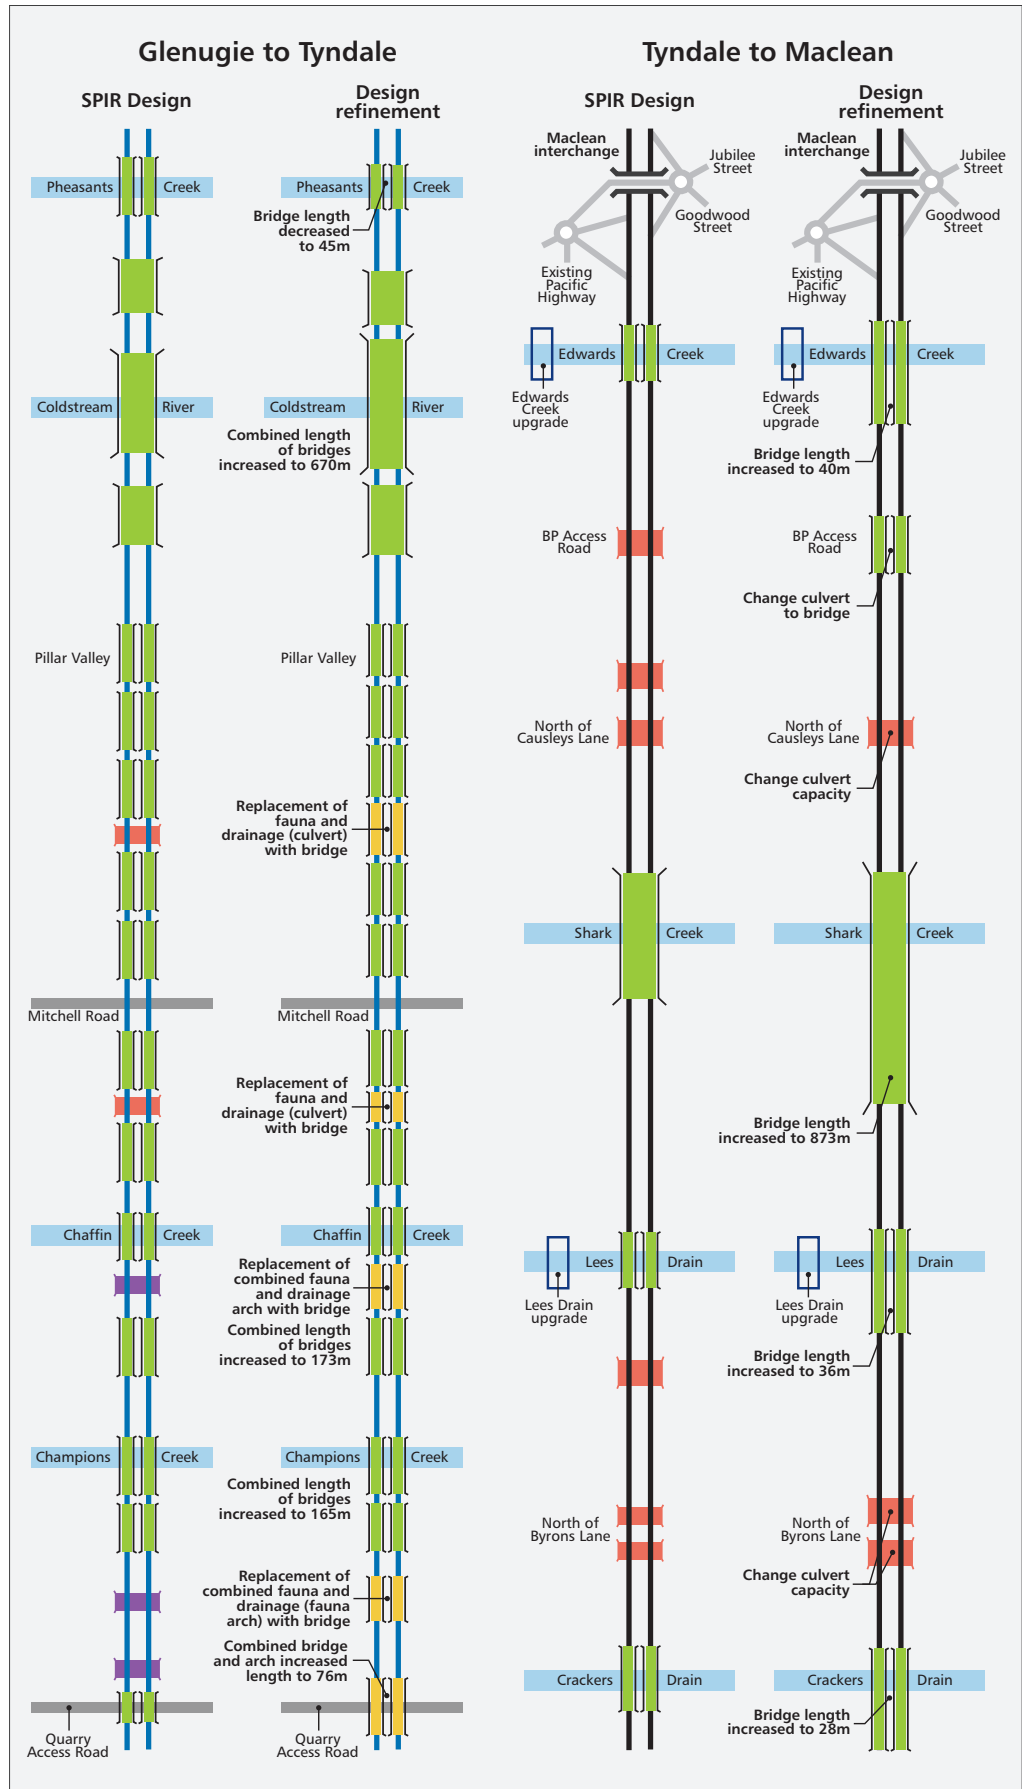 Glenugie to Tyndale
SPIR Design
Design
refinement
Pheasants Creek
Coldstream River
Pillar Valley
Mitchell Road
Chaffin Creek
Champions Creek
Quarry
Access Road
Pheasants Creek
Bridge length
decreased
to 45m
Coldstream River
Combined length
of bridges
increased to 670m
Pillar Valley
Replacement of
fauna and
drainage (culvert)
with bridge
Mitchell Road
Replacement of
fauna and
drainage (culvert)
with bridge
Chaffin Creek
Replacement of
combined fauna
and drainage
arch with bridge
Combined length
of bridges
increased to 173m
Champions Creek
Combined length
of bridges
increased to 165m
Replacement of
combined fauna and
drainage (fauna
arch) with bridge
Combined bridge
and arch increased
length to 76m
Quarry
Access Road
Tyndale to Maclean
SPIR Design
Design
refinement
Maclean
interchange
Jubilee
Street
Goodwood
Street
Existing
Pacific
Highway
Edwards Creek
Edwards
Creek
upgrade
BP Access
Road
North of
Causleys Lane
Shark Creek
Lees Drain
Lees Drain
upgrade
North of
Byrons Lane
Crackers Drain
Maclean
interchange
Jubilee
Street
Goodwood
Street
Existing
Pacific
Highway
Edwards Creek
Edwards
Creek
upgrade
Bridge length
increased to 40m
BP Access
Road
Change culvert
to bridge
North of
Causleys Lane
Change culvert
capacity
Shark Creek
Bridge length
increased to 873m
Lees Drain
Lees Drain
upgrade
Bridge length
increased to 36m
North of
Byrons Lane
Change culvert
capacity
Crackers Drain
Bridge length
increased to 28m